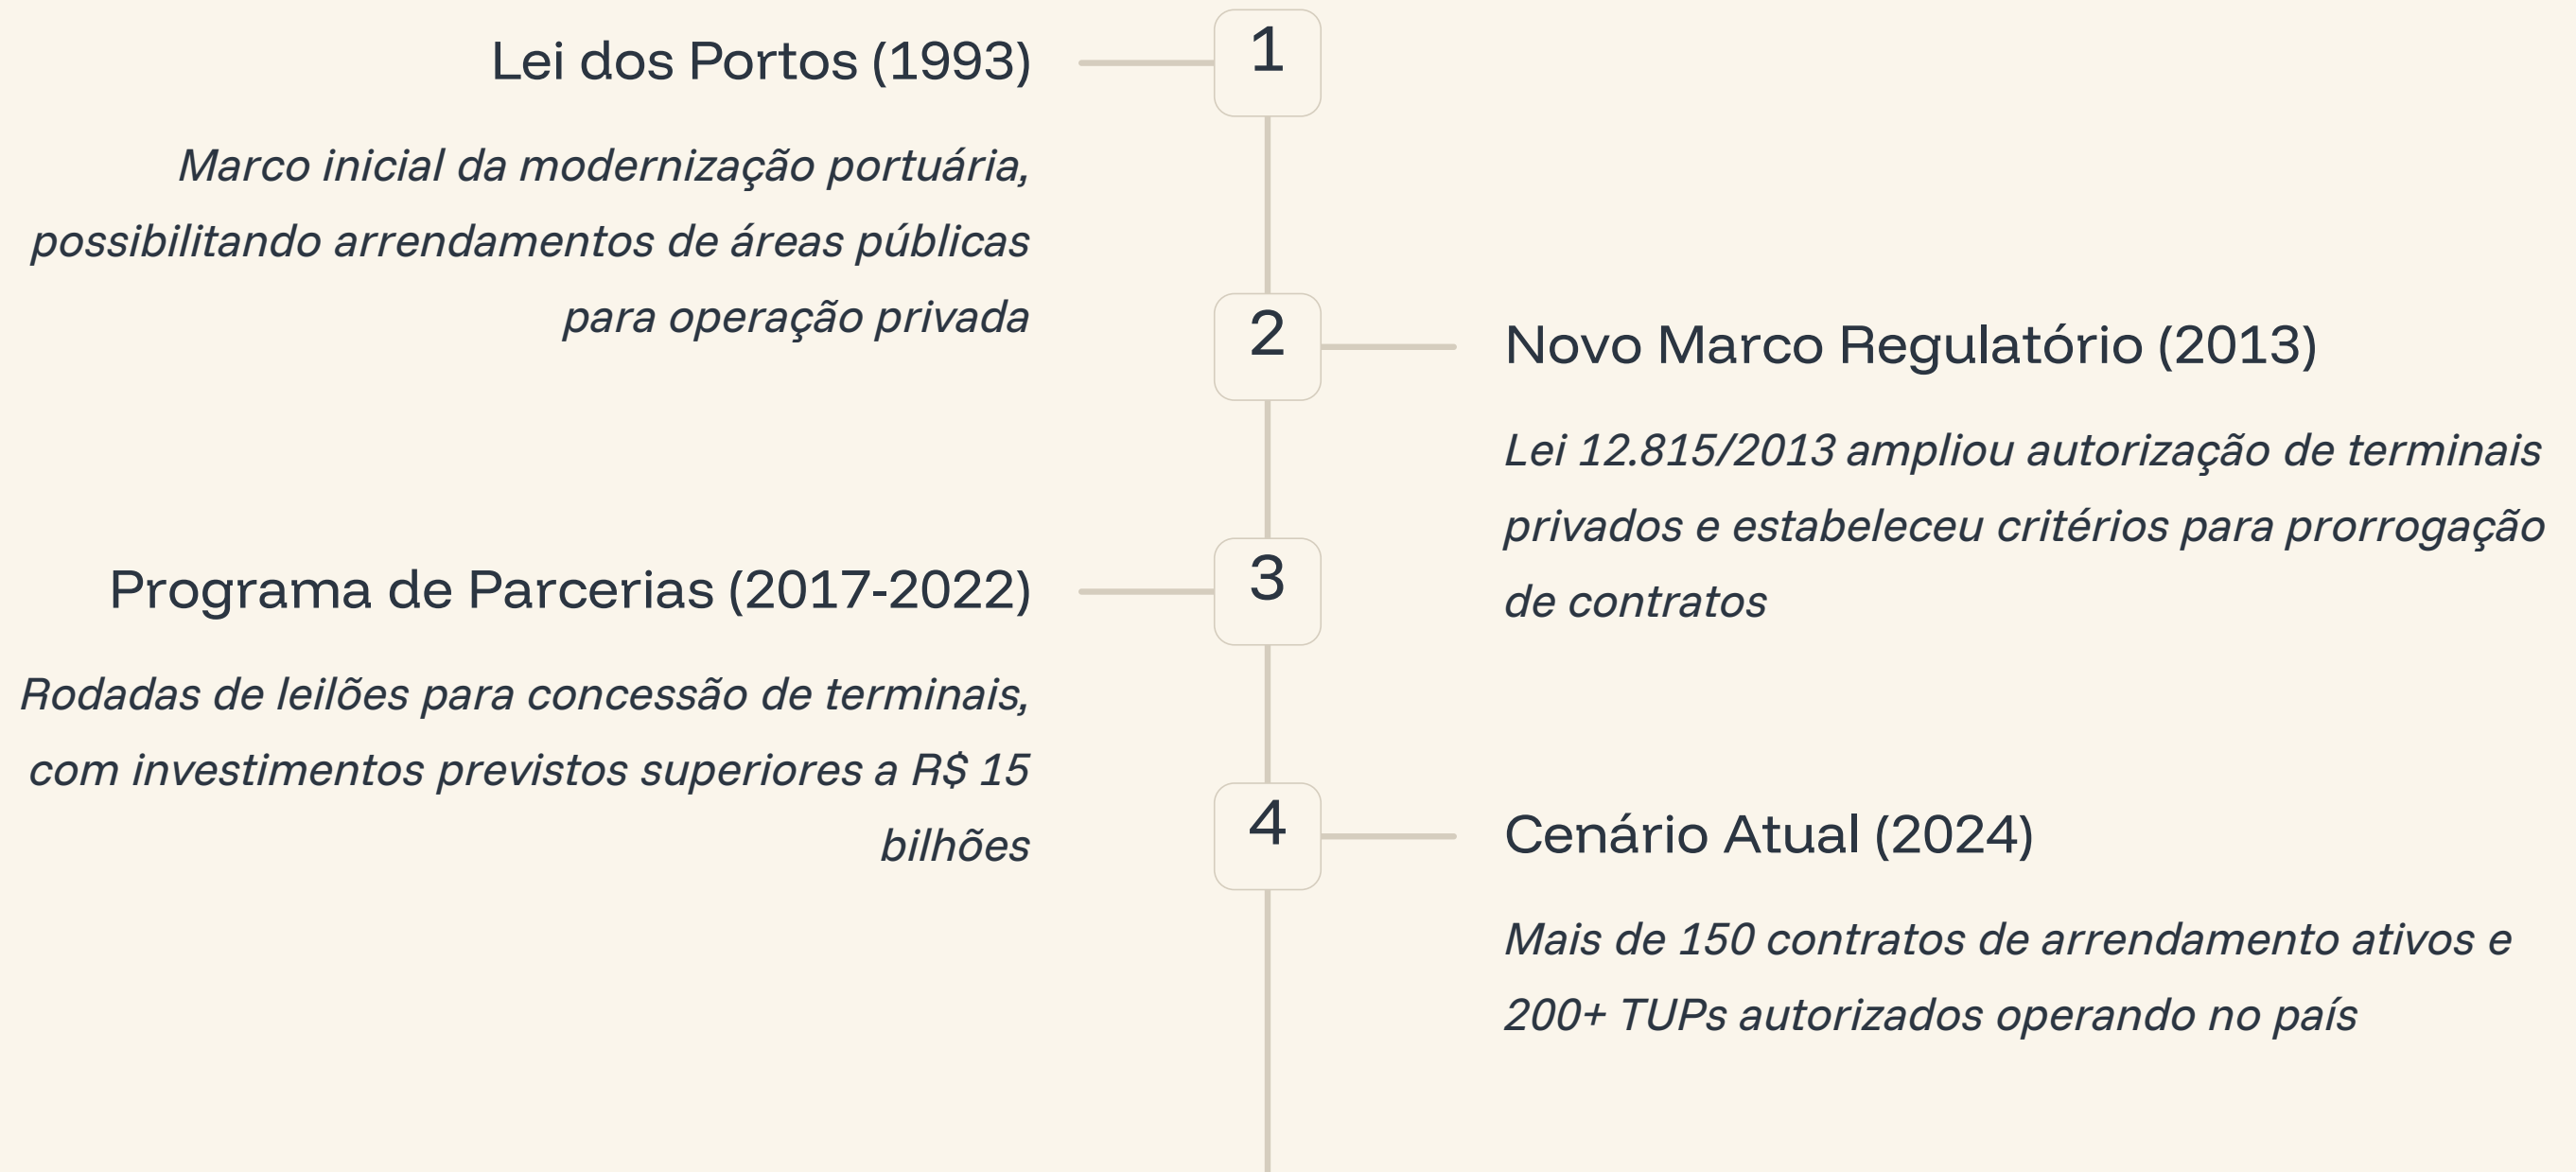 1
Lei dos Portos (1993)
Marco inicial da modernização portuária,
possibilitando arrendamentos de áreas públicas
para operação privada
2
Novo Marco Regulatório (2013)
Lei 12.815/2013 ampliou autorização de terminais
privados e estabeleceu critérios para prorrogação
de contratos
3
Programa de Parcerias (2017-2022)
Rodadas de leilões para concessão de terminais,
com investimentos previstos superiores a R$ 15
bilhões
4
Cenário Atual (2024)
Mais de 150 contratos de arrendamento ativos e
200+ TUPs autorizados operando no país